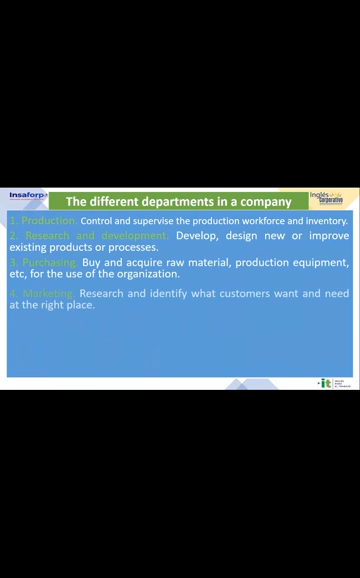 Insaforp
The different departments in a company
Inglés
corporativo
1. Production. Control and supervise the production workforce and inventory.
2. Research and development. Develop, design new or improve
existing products or processes.
3. Purchasing. Buy and acquire raw material, production equipment,
etc, for the use of the organization.
4. Marketing. Research and identify what customers want and need
at the right place.
it